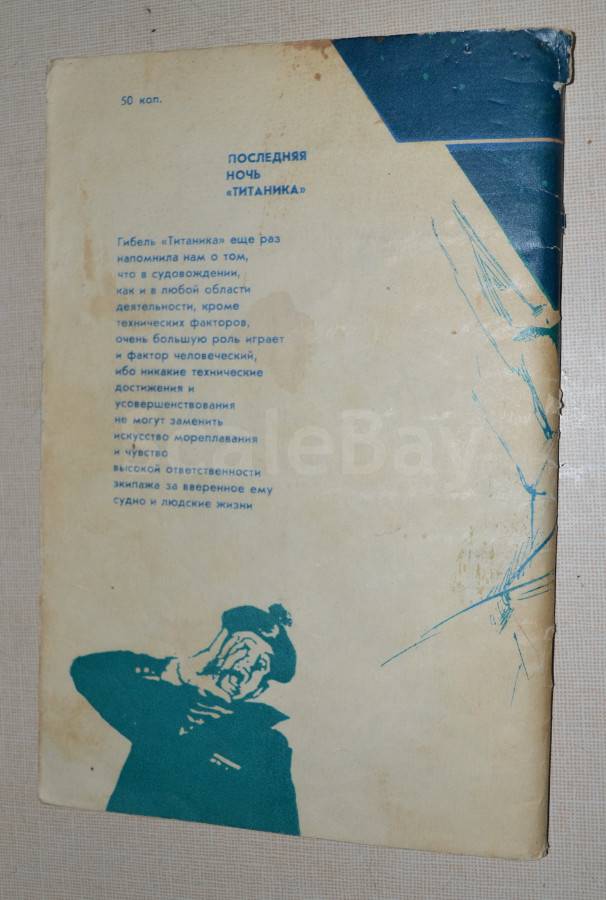 50 коп.
ПОСЛЕДНЯЯ
НОЧЬ
«ТИТАНИКА»
Гибель «Титаника» еще раз
напомнила нам о том,
что в судовождении,
как и в любой области
деятельности, кроме
технических факторов,
очень большую роль играет
и фактор человеческий,
ибо никакие технические
достижения и
усовершенствования
не могут заменить
искусство мореплавания
и чувство
высокой ответственности
экипажа за вверенное ему
судно и людские жизни